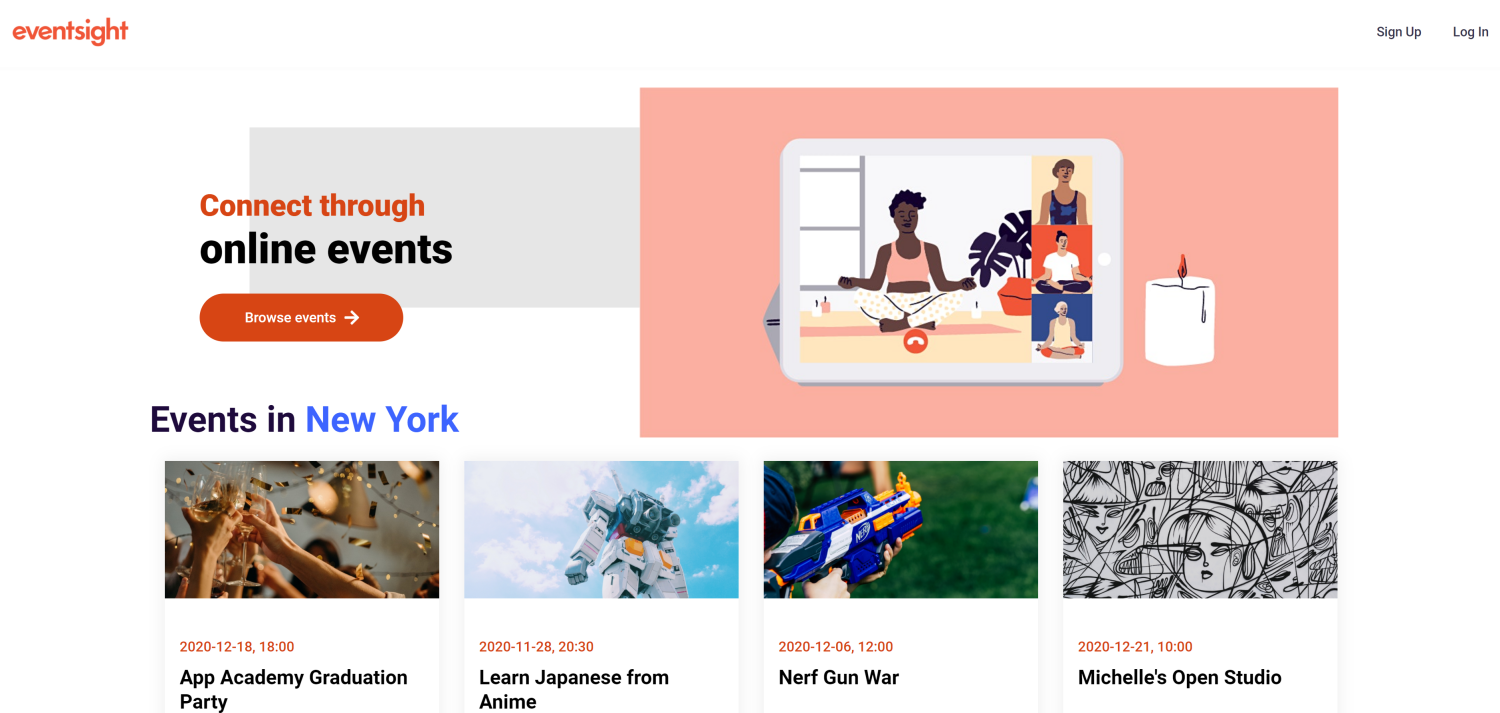 eventsight
Sign Up
Log In
Connect through
online events
Browse events
Events in New York
NERF
2020-12-18, 18:00
App Academy Graduation
Party
2020-11-28, 20:30
Learn Japanese from
Anime
2020-12-06, 12:00
Nerf Gun War
2020-12-21, 10:00
Michelle's Open Studio